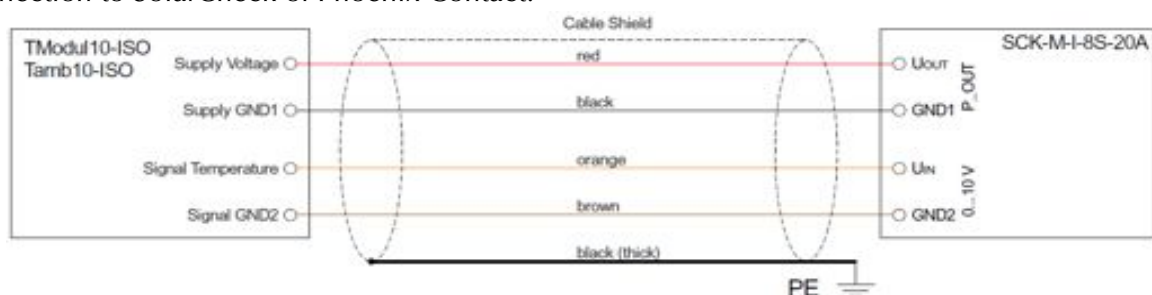 Cable Shield
TModul10-ISO
Tamb10-ISO
SCK-M-I-8S-20A
Supply Voltage
red
UOUT
P_OUT
Supply GND1
black
GND1
Signal Temperature
orange
UIN
0...10 V
Signal GND2
brown
GND2
black (thick)
PE